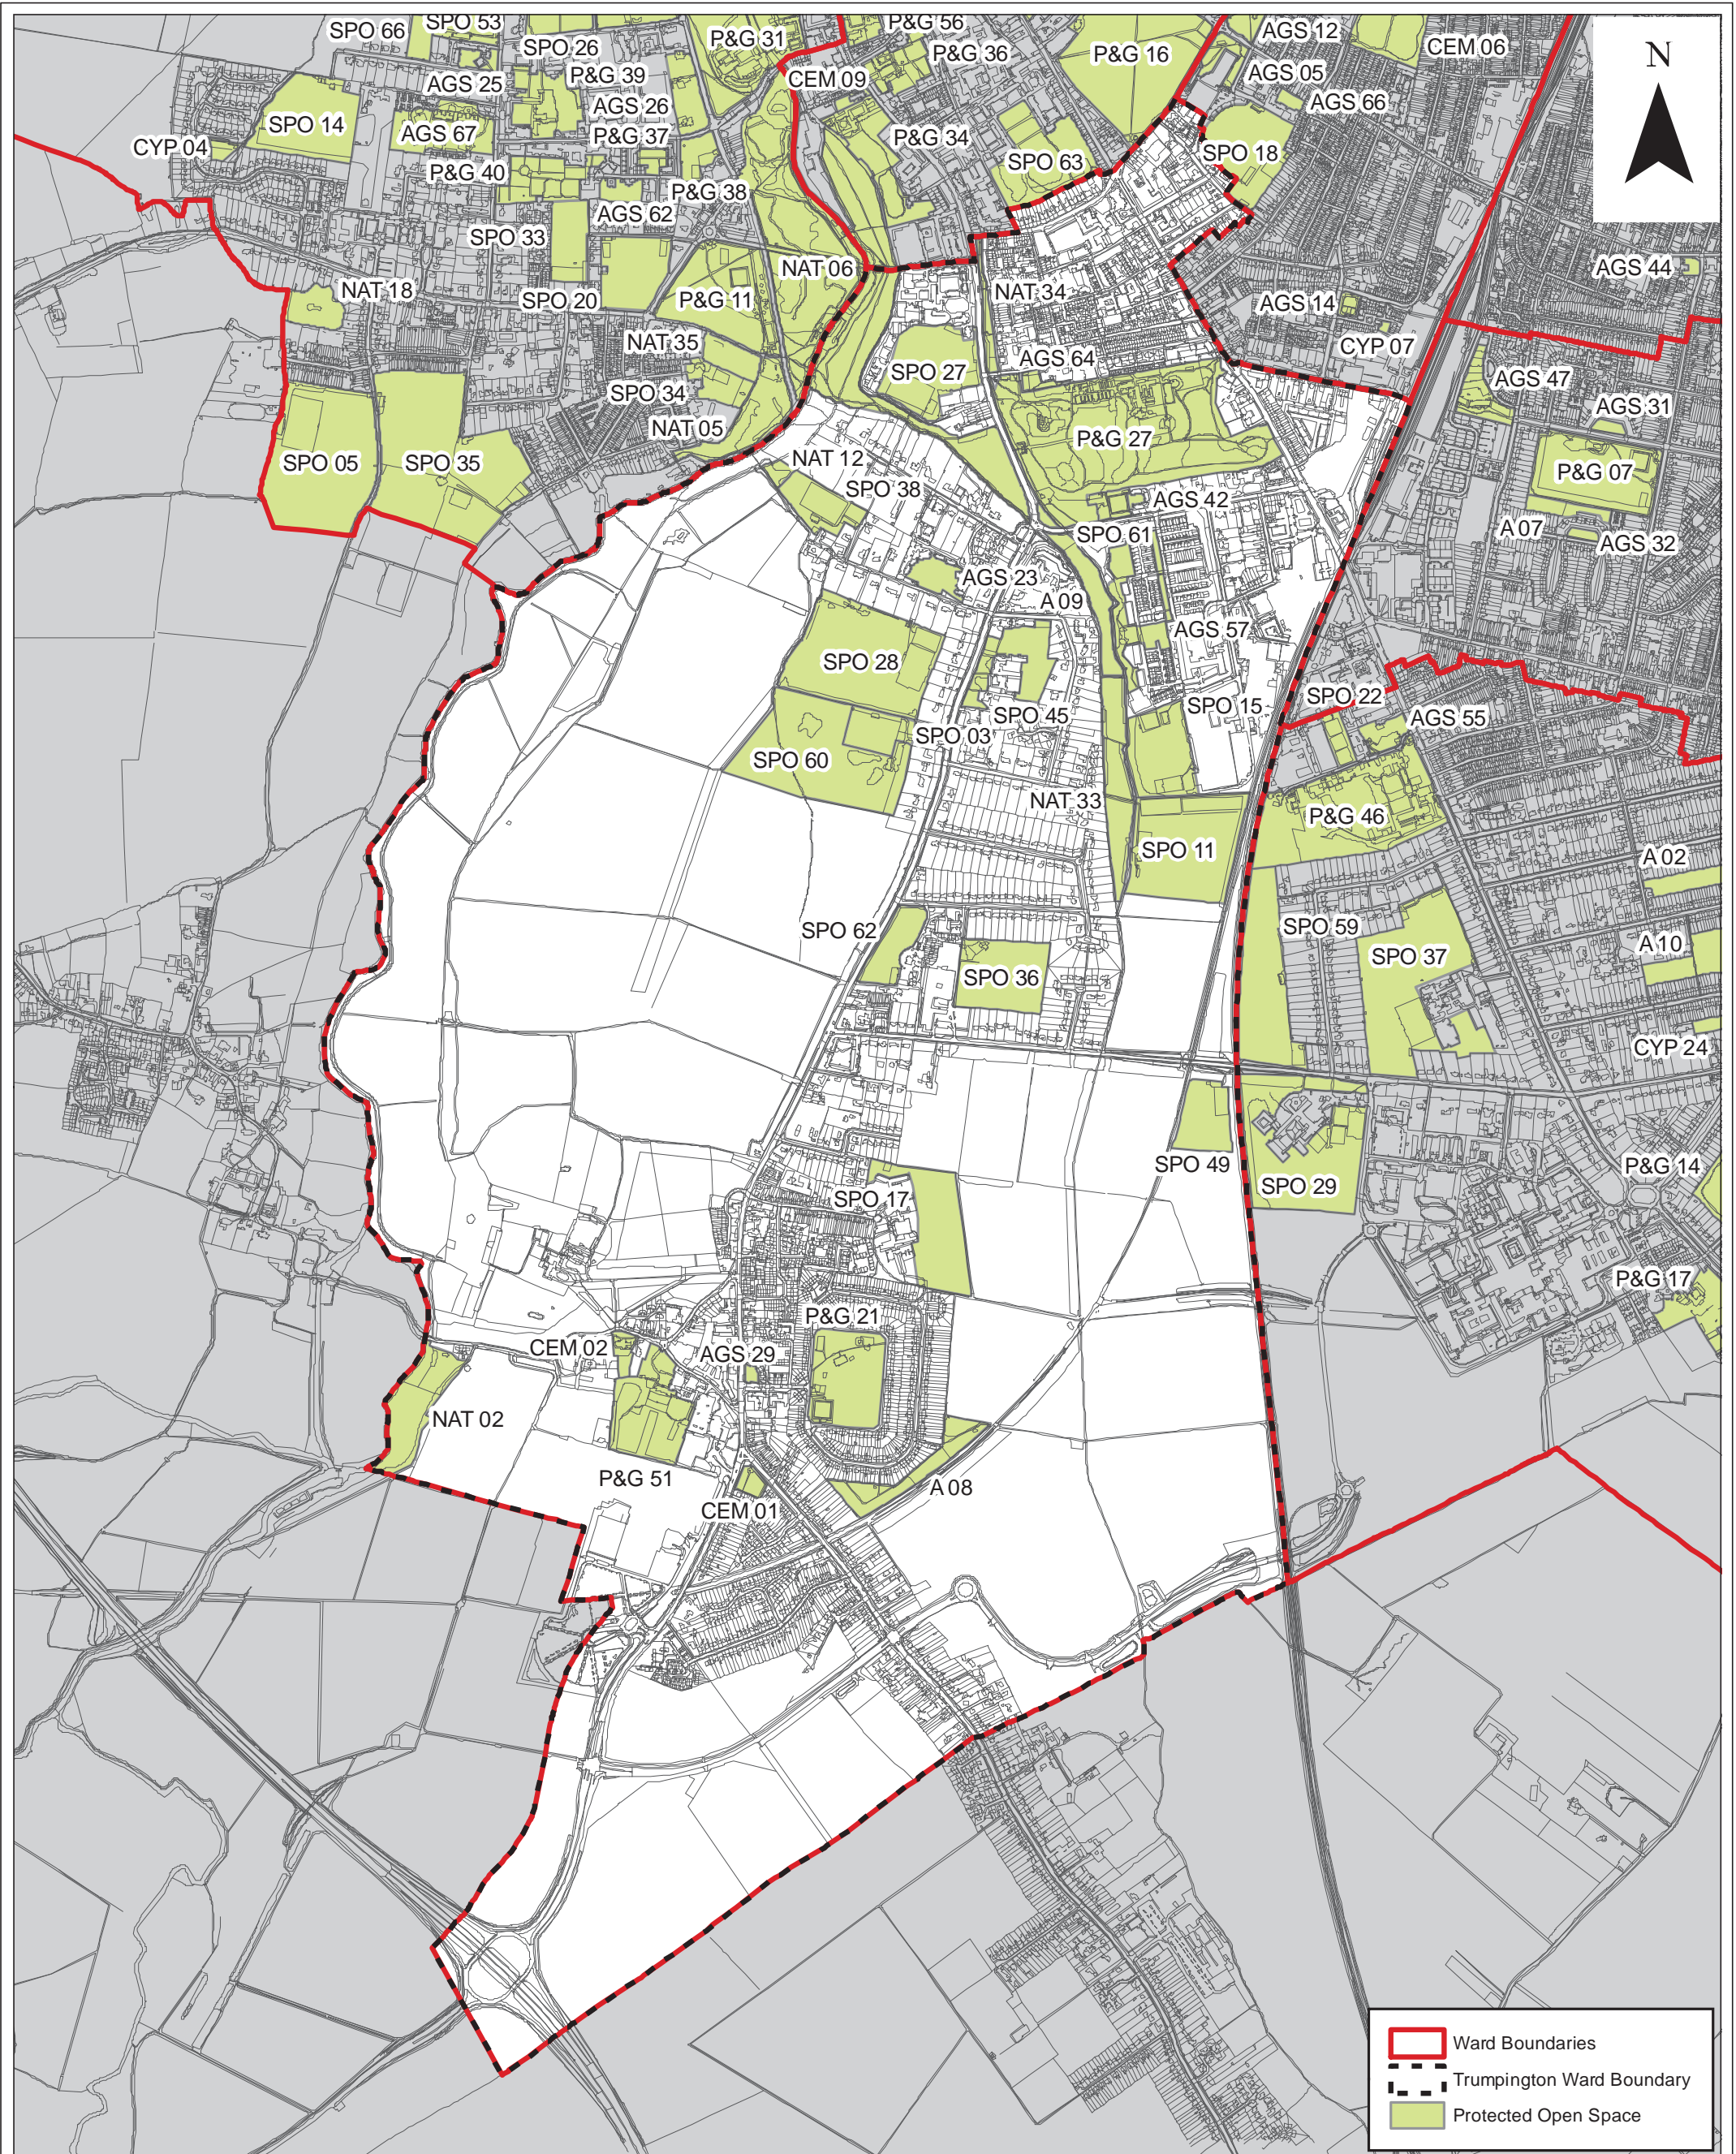 SPO 66
SPO 53
SPO 26
P&G 31
P&G 56
P&G 36
P&G 16
AGS 12
CEM 06
N
AGS 25
P&G 39
CEM 09
AGS 05
AGS 66
SPO 14
AGS 67
AGS 26
P&G 37
P&G 34
CYP 04
SPO 63
SPO 18
P&G 40
P&G 38
AGS 62
SPO 33
NAT 06
AGS 44
NAT 18
SPO 20
P&G 11
NAT 34
AGS 14
NAT 35
CYP 07
SPO 27
AGS 64
AGS 47
SPO 34
AGS 31
NAT 05
P&G 27
SPO 05
SPO 35
NAT 12
P&G 07
SPO 38
AGS 42
SPO 61
A 07
AGS 32
AGS 23
A 09
AGS 57
SPO 28
SPO 22
SPO 45
SPO 15
AGS 55
SPO 03
SPO 60
NAT 33
P&G 46
SPO 11
A 02
SPO 62
SPO 59
A 10
SPO 37
SPO 36
CYP 24
SPO 49
P&G 14
SPO 17
SPO 29
P&G 17
P&G 21
CEM 02
AGS 29
NAT 02
P&G 51
A 08
CEM 01
Ward Boundaries
Trumpington Ward Boundary
Protected Open Space